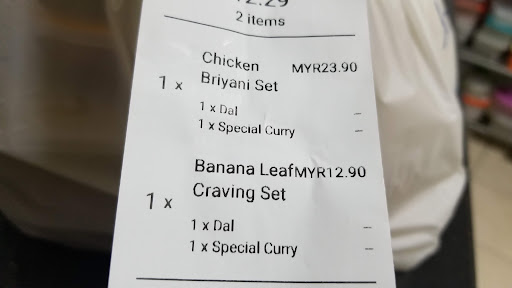 2 items
Chicken MYR23.90
1 x Briyani Set
1 x Dal –
1 x Special Curry –
Banana Leaf MYR12.90
1 x Craving Set
1 x Dal –
1 x Special Curry –